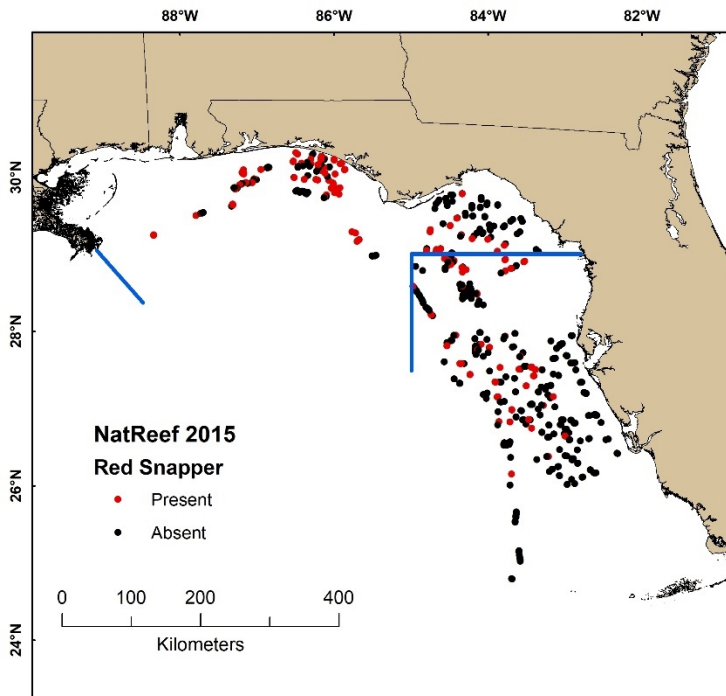 88°W 86°W 84°W 82°W
30°N
28°N
26°N
24°N
NatReef 2015
Red Snapper
Present
Absent
0 100 200 300 400
Kilometers